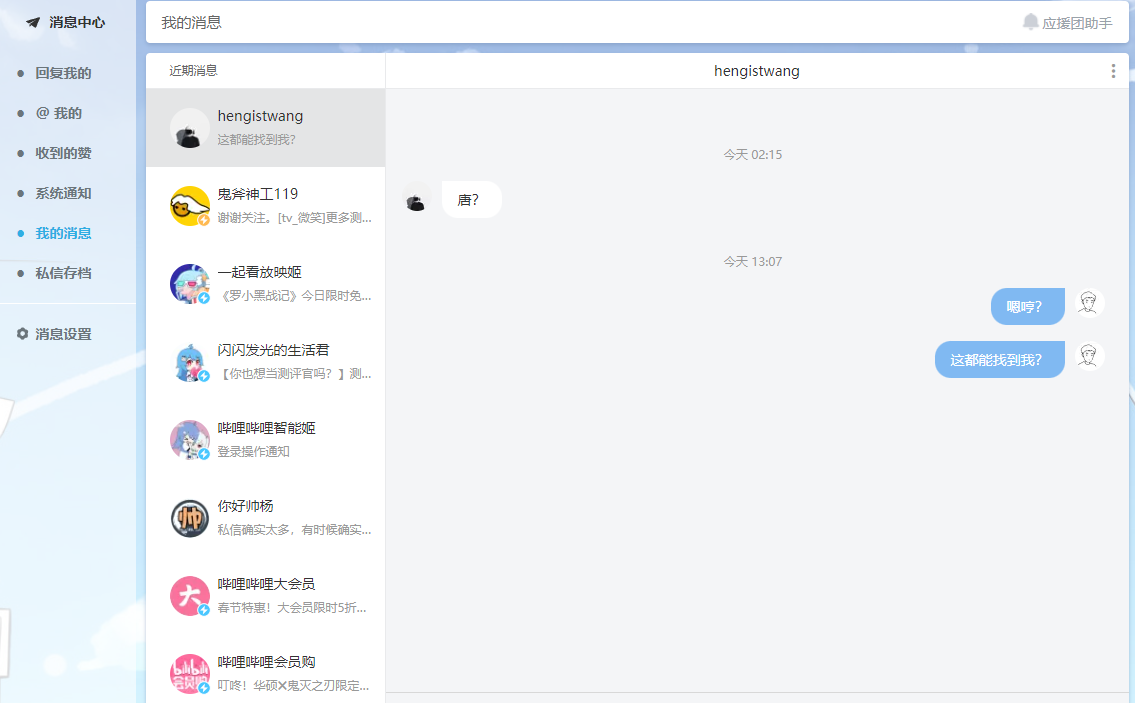 消息中心
回复我的
@ 我的
收到的赞
系统通知
我的消息
私信存档
消息设置
我的消息
应援团助手
近期消息
hengistwang
这都能找到我?
鬼斧神工119
谢谢关注。[tv_微笑]更多测...
一起看放映姬
《罗小黑战记》今日限时免...
闪闪发光的生活君
【你也想当测评官吗？】测...
哔哩哔哩智能姬
登录操作通知
帅
你好帅杨
私信确实太多，有时候确实...
大
哔哩哔哩大会员
春节特惠！大会员限时5折...
bilibili
会员购
哔哩哔哩会员购
叮咚！华硕×鬼灭之刃限定...
hengistwang
今天 02:15
唐?
今天 13:07
嗯哼?
这都能找到我?